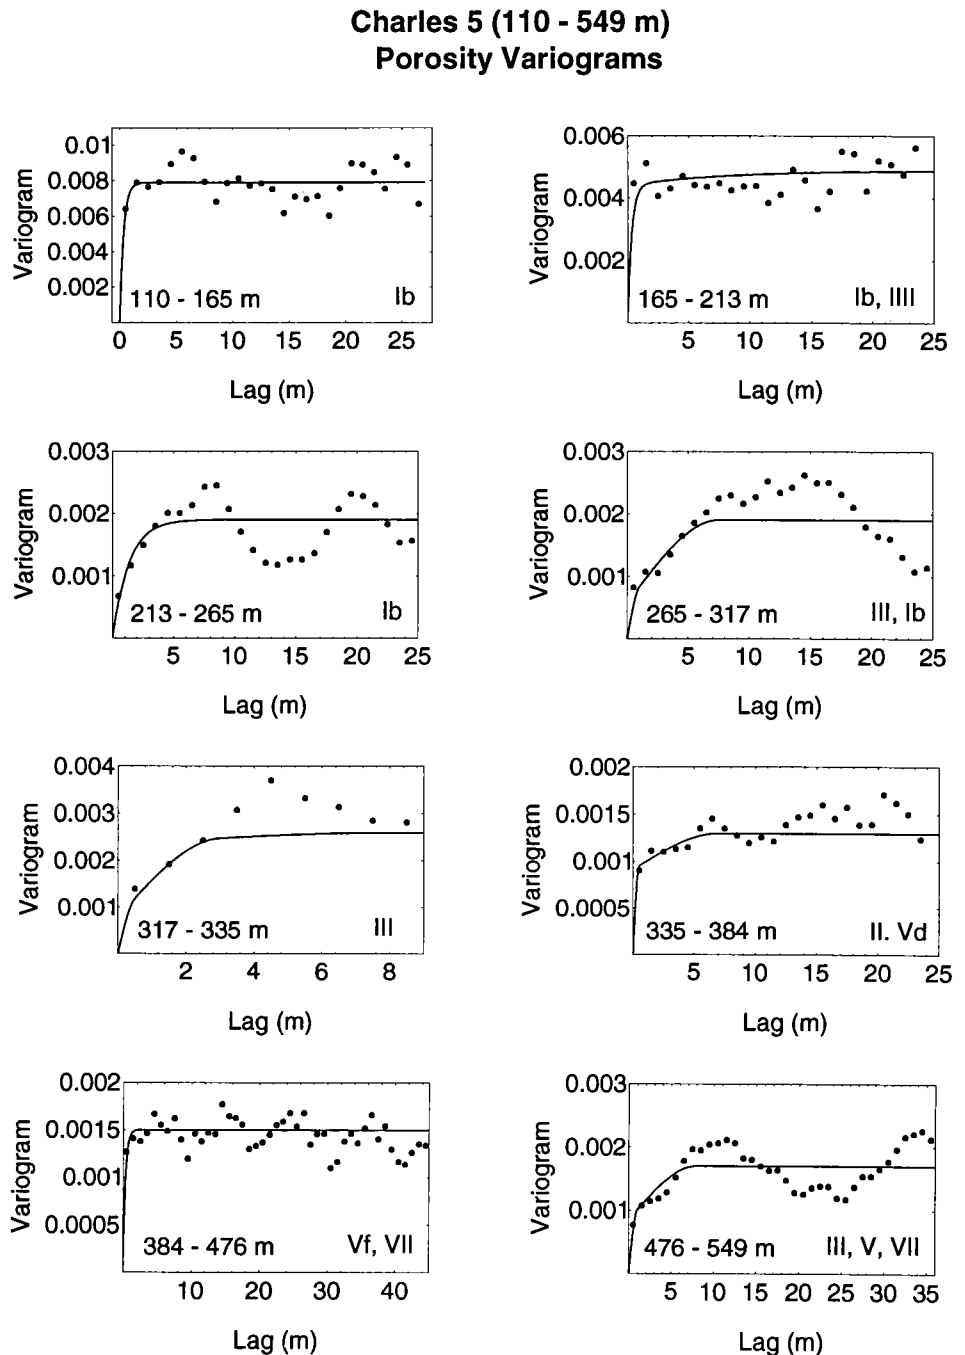 Charles 5 (110 - 549 m)
Porosity Variograms
Variogram
0.01
0.008
0.006
0.004
0.002
110 - 165 m
Ib
0 5 10 15 20 25
Lag (m)
Variogram
0.006
0.004
0.002
165 - 213 m
Ib, IIII
5 10 15 20 25
Lag (m)
Variogram
0.003
0.002
0.001
213 - 265 m
Ib
5 10 15 20 25
Lag (m)
Variogram
0.003
0.002
0.001
265 - 317 m
III, Ib
5 10 15 20 25
Lag (m)
Variogram
0.004
0.003
0.002
0.001
317 - 335 m
III
2 4 6 8
Lag (m)
Variogram
0.002
0.0015
0.001
0.0005
335 - 384 m
II. Vd
5 10 15 20 25
Lag (m)
Variogram
0.002
0.0015
0.001
0.0005
384 - 476 m
Vf, VII
10 20 30 40
Lag (m)
Variogram
0.003
0.002
0.001
476 - 549 m
III, V, VII
5 10 15 20 25 30 35
Lag (m)